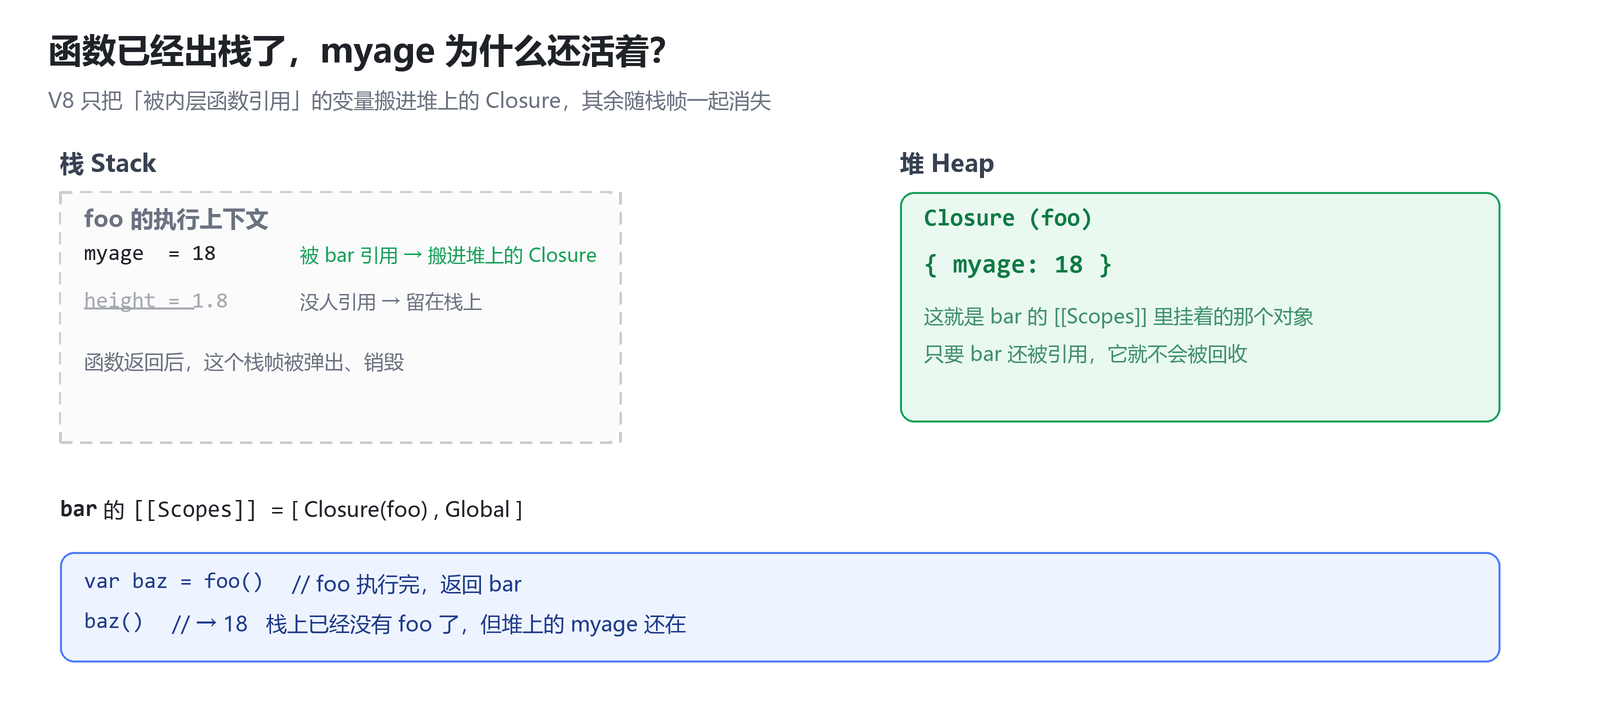 函数已经出栈了，myage 为什么还活着？
V8 只把「被内层函数引用」的变量搬进堆上的 Closure，其余随栈帧一起消失
栈 Stack
foo 的执行上下文
myage = 18 被 bar 引用 → 搬进堆上的 Closure
height = 1.8 没人引用 → 留在栈上
函数返回后，这个栈帧被弹出、销毁
堆 Heap
Closure (foo)
{ myage: 18 }
这就是 bar 的 [[Scopes]] 里挂着的那个对象
只要 bar 还被引用，它就不会被回收
bar 的 [[Scopes]] = [ Closure(foo) , Global ]
var baz = foo() // foo 执行完，返回 bar
baz() // → 18 栈上已经没有 foo 了，但堆上的 myage 还在